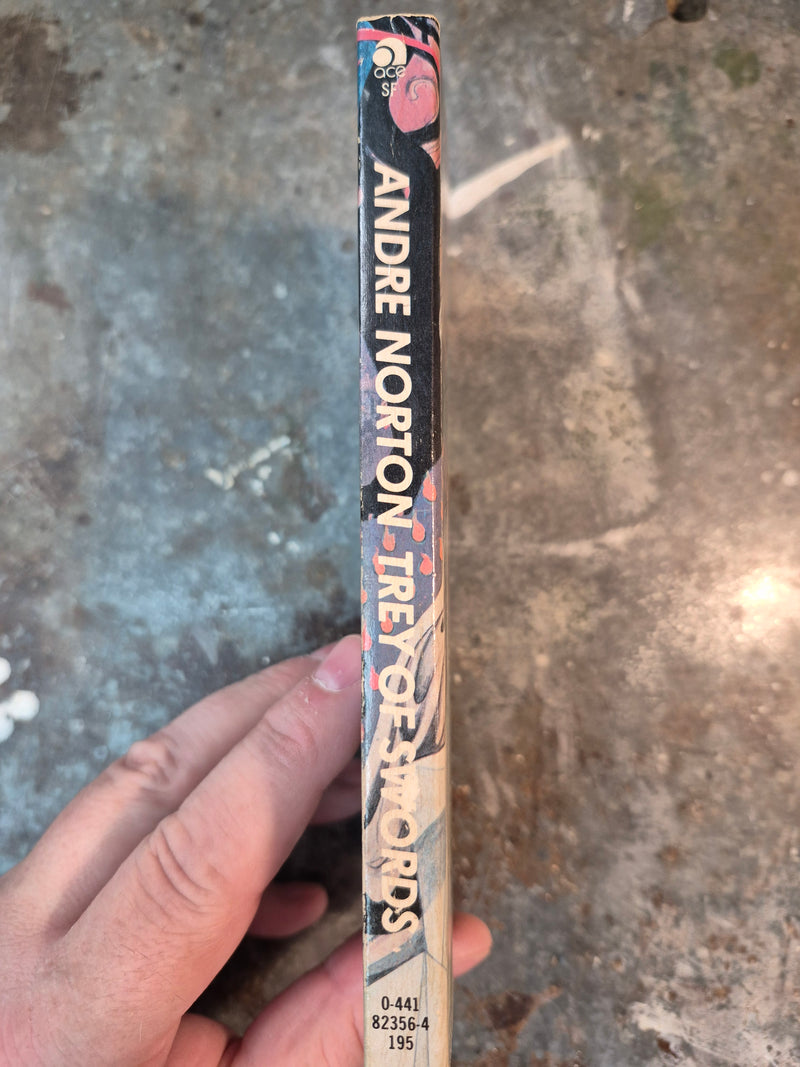 ace
SF
ANDRE NORTON TREY OF SWORDS
0-441
82356-4
195